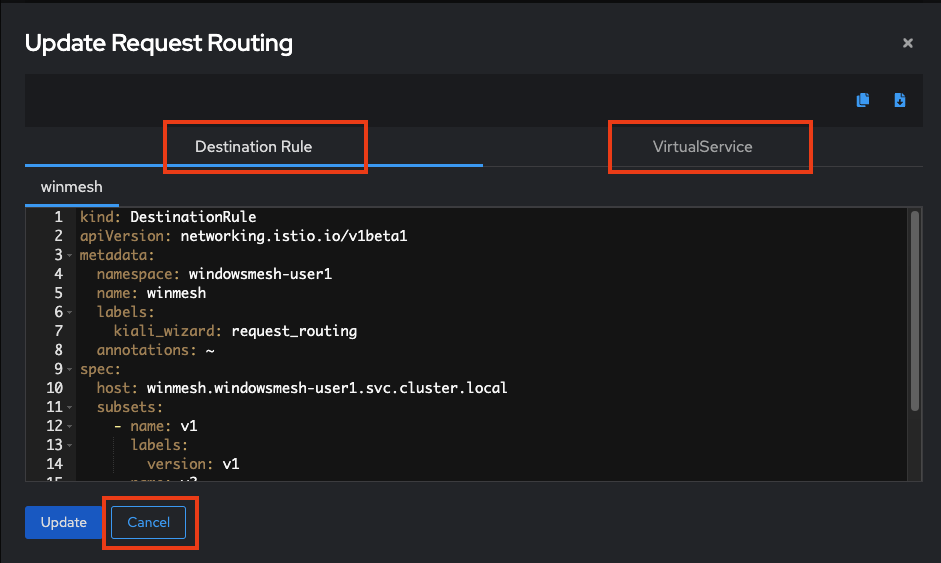 Update Request Routing
Destination Rule
VirtualService
winmesh
1 kind: DestinationRule
2 apiVersion: networking.istio.io/v1beta1
3 metadata:
4 namespace: windowsmesh-user1
5 name: winmesh
6 labels:
7 kiali_wizard: request_routing
8 annotations: ~
9 spec:
10 host: winmesh.windowsmesh-user1.svc.cluster.local
11 subsets:
12 - name: v1
13 labels:
14 version: v1
Update
Cancel